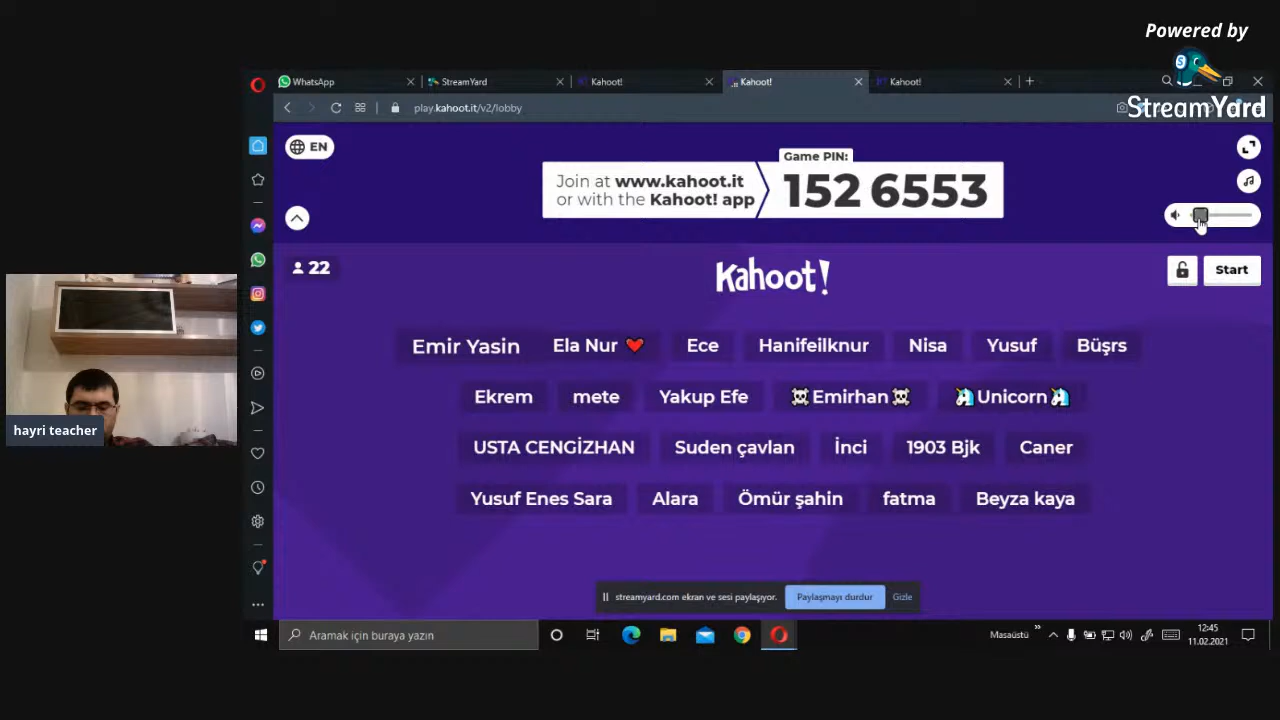 Powered by
StreamYard
WhatsApp
StreamYard
Kahoot!
Kahoot!
Kahoot!
play.kahoot.it/v2/lobby
EN
Join at www.kahoot.it
or with the Kahoot! app
Game PIN:
152 6553
22
Kahoot!
Start
Emir Yasin Ela Nur ❤️ Ece Hanifeilknur Nisa Yusuf Büşrs
Ekrem mete Yakup Efe ☠Emirhan☠ 🦄Unicorn🦄
USTA CENGİZHAN Suden çavlan İnci 1903 Bjk Caner
Yusuf Enes Sara Alara Ömür şahin fatma Beyza kaya
hayri teacher
streamyard.com ekran ve sesi paylaşıyor. Paylaşmayı durdur Gizle
Aramak için buraya yazın
Masaüstü
12:45
11.02.2021